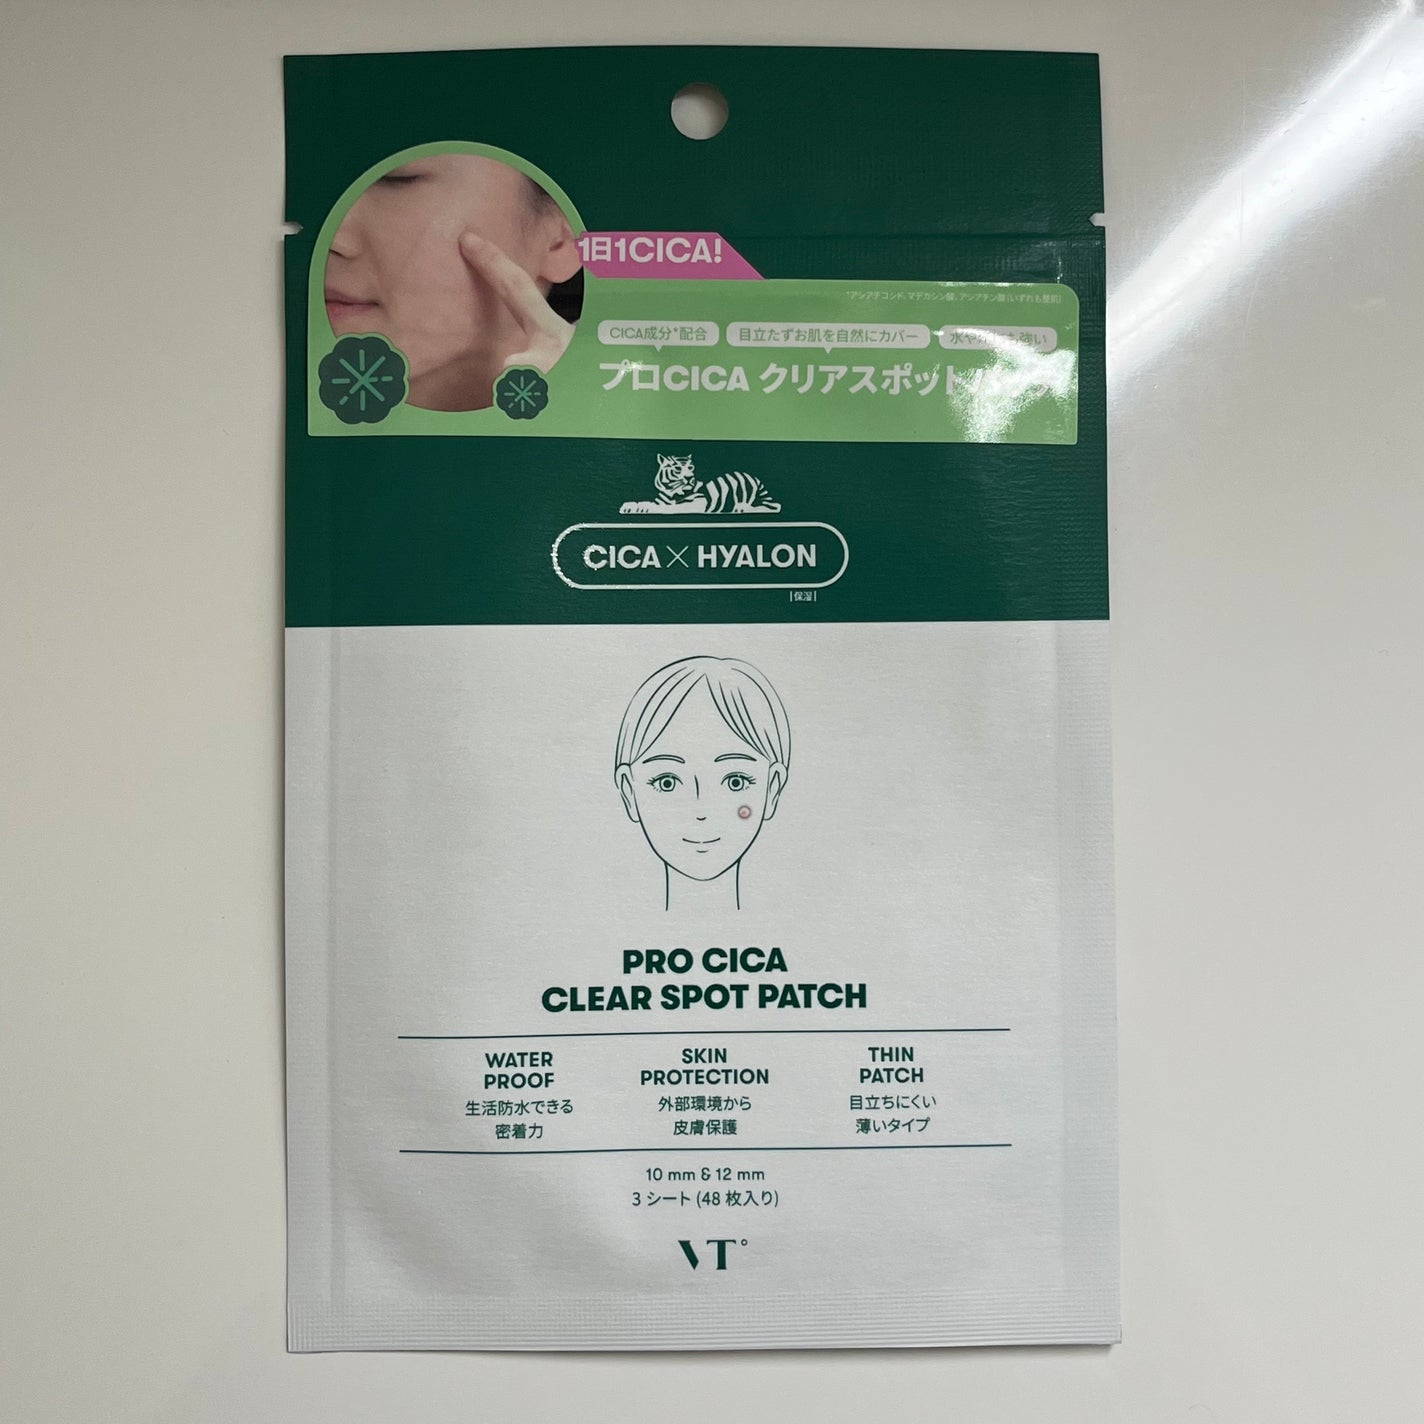 1日1CICA!
*アシアチコシド、マデカシン酸、アシアチン酸(いずれも整肌)
CICA成分*配合 目立たずお肌を自然にカバー 水や も強い
プロCICA クリアスポット
CICA×HYALON
|保湿|
PRO CICA
CLEAR SPOT PATCH
WATER
PROOF
生活防水できる
密着力
SKIN
PROTECTION
外部環境から
皮膚保護
THIN
PATCH
目立ちにくい
薄いタイプ
10 mm & 12 mm
3 シート (48 枚入り)
VT°